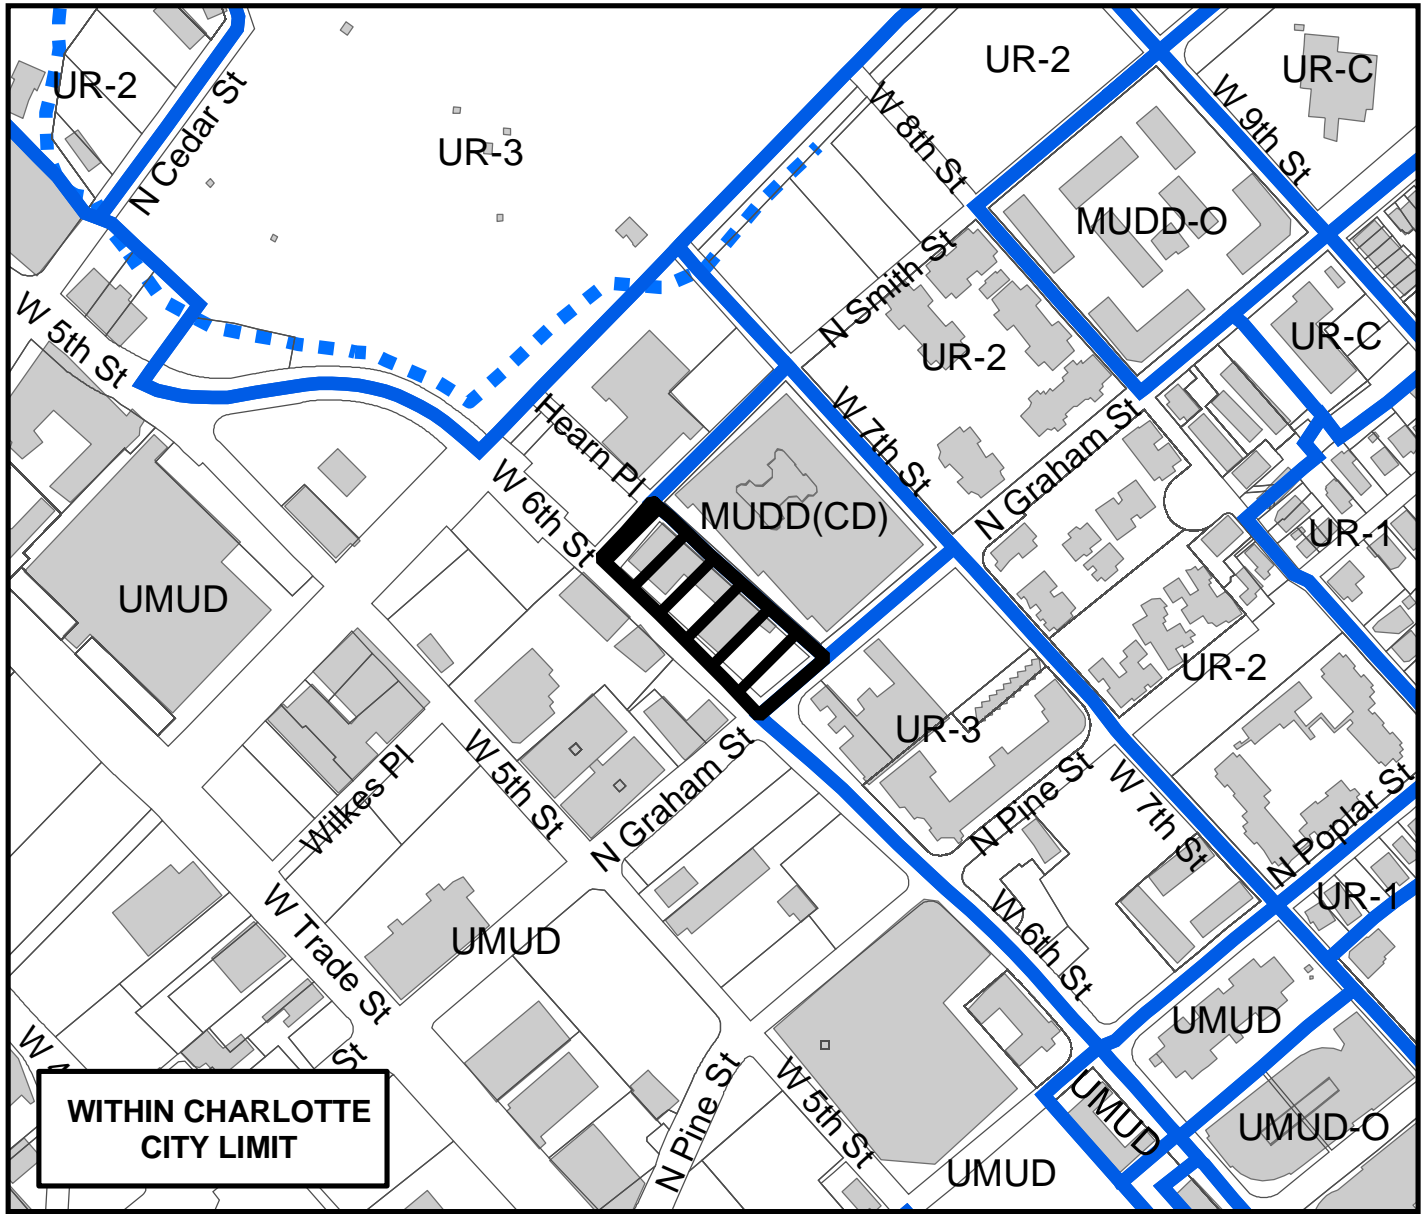 UR-2
UR-2
UR-C
N Cedar St
UR-3
W 8th St
W 9th St
MUDD-O
N Smith St
W 5th St
UR-2
UR-C
Hearn Pl
W 7th St
N Graham St
W 6th St
MUDD(CD)
UR-1
UMUD
UR-2
UR-3
Wilkes Pl
W 5th St
N Graham St
N Pine St
W 7th St
N Poplar St
UR-1
W Trade St
UMUD
W 6th St
UMUD
W 4
St
N Pine St
W 5th St
UMUD
UMUD-O
UMUD
WITHIN CHARLOTTE
CITY LIMIT